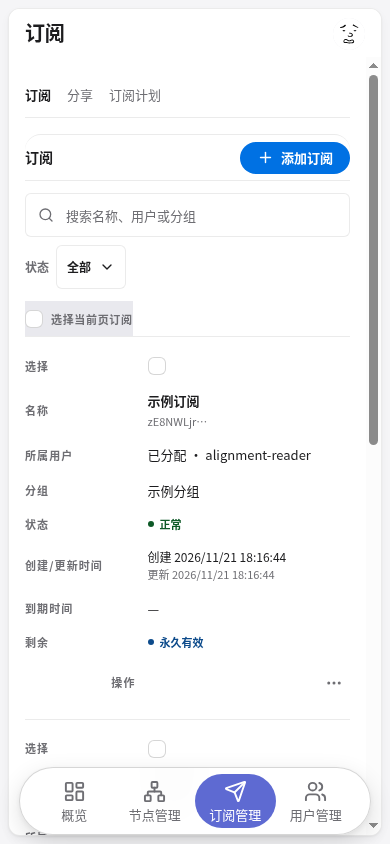 订阅
订阅 分享 订阅计划
订阅
添加订阅
搜索名称、用户或分组
状态 全部
选择当前页订阅
选择
名称 示例订阅
zE8NWLjr···
所属用户 已分配 · alignment-reader
分组 示例分组
状态 正常
创建/更新时间 创建 2026/11/21 18:16:44
更新 2026/11/21 18:16:44
到期时间 —
剩余 永久有效
操作 ···
选择
概览 节点管理 订阅管理 用户管理